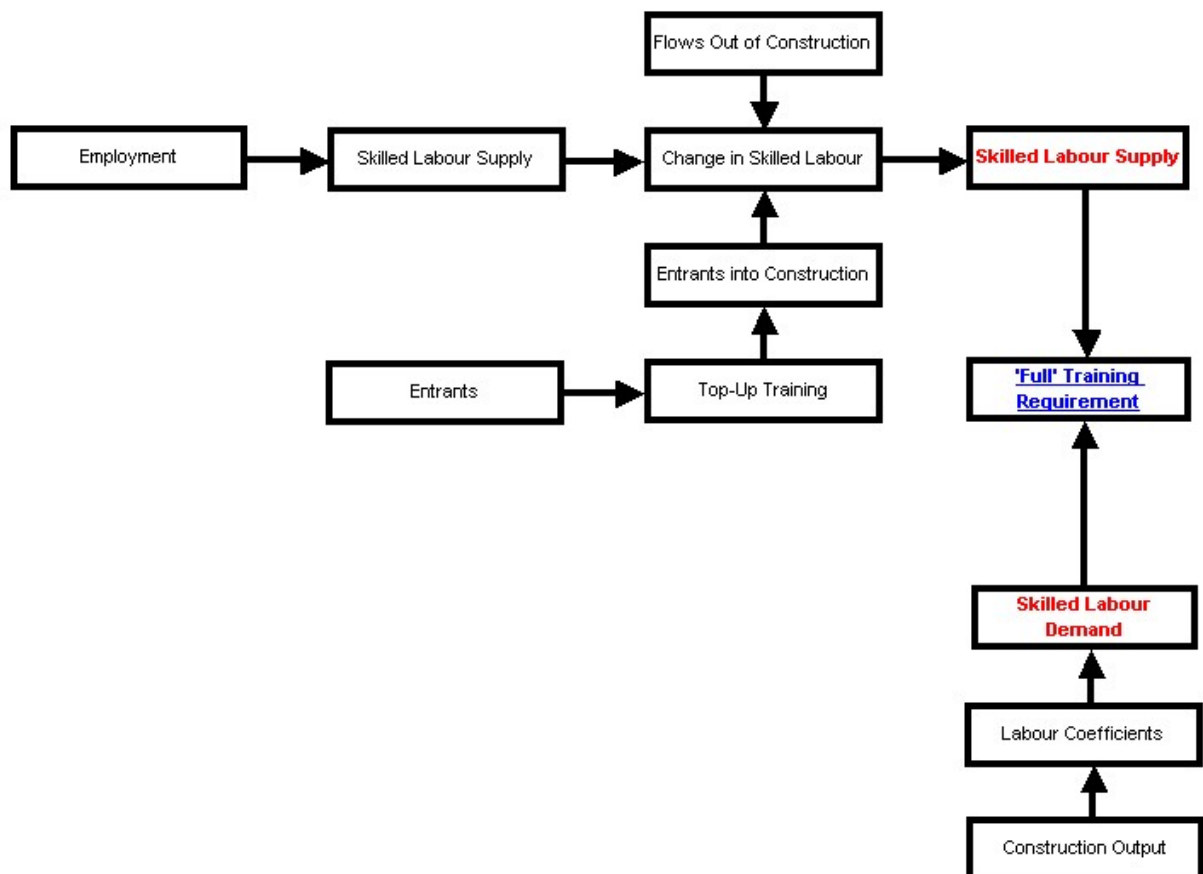 Flows Out of Construction
Employment
Skilled Labour Supply
Change in Skilled Labour
Skilled Labour Supply
Entrants into Construction
Entrants
Top-Up Training
'Full' Training
Requirement
Skilled Labour
Demand
Labour Coefficients
Construction Output